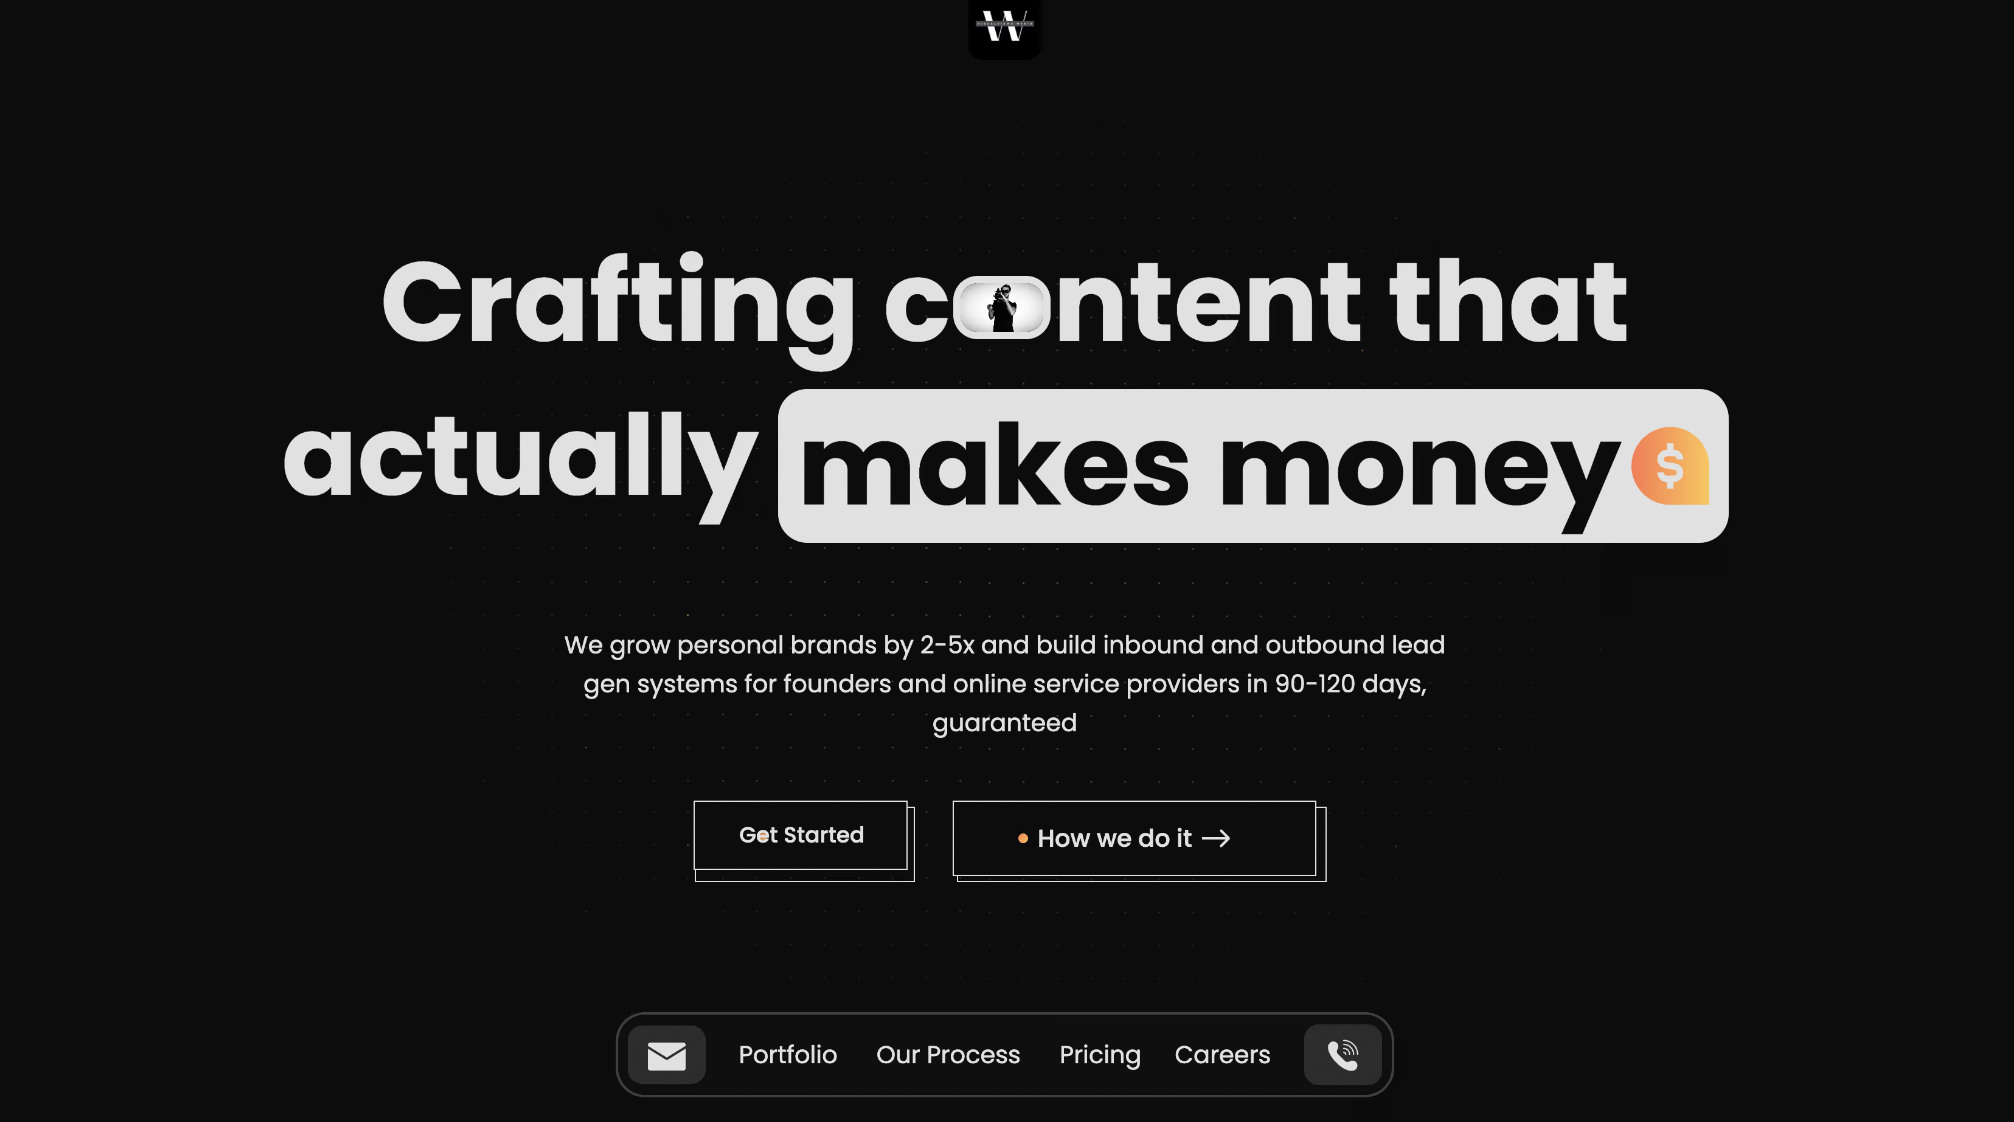 W
Crafting content that
actually makes money $
We grow personal brands by 2-5x and build inbound and outbound lead
gen systems for founders and online service providers in 90-120 days,
guaranteed
Get Started
How we do it →
Portfolio Our Process Pricing Careers